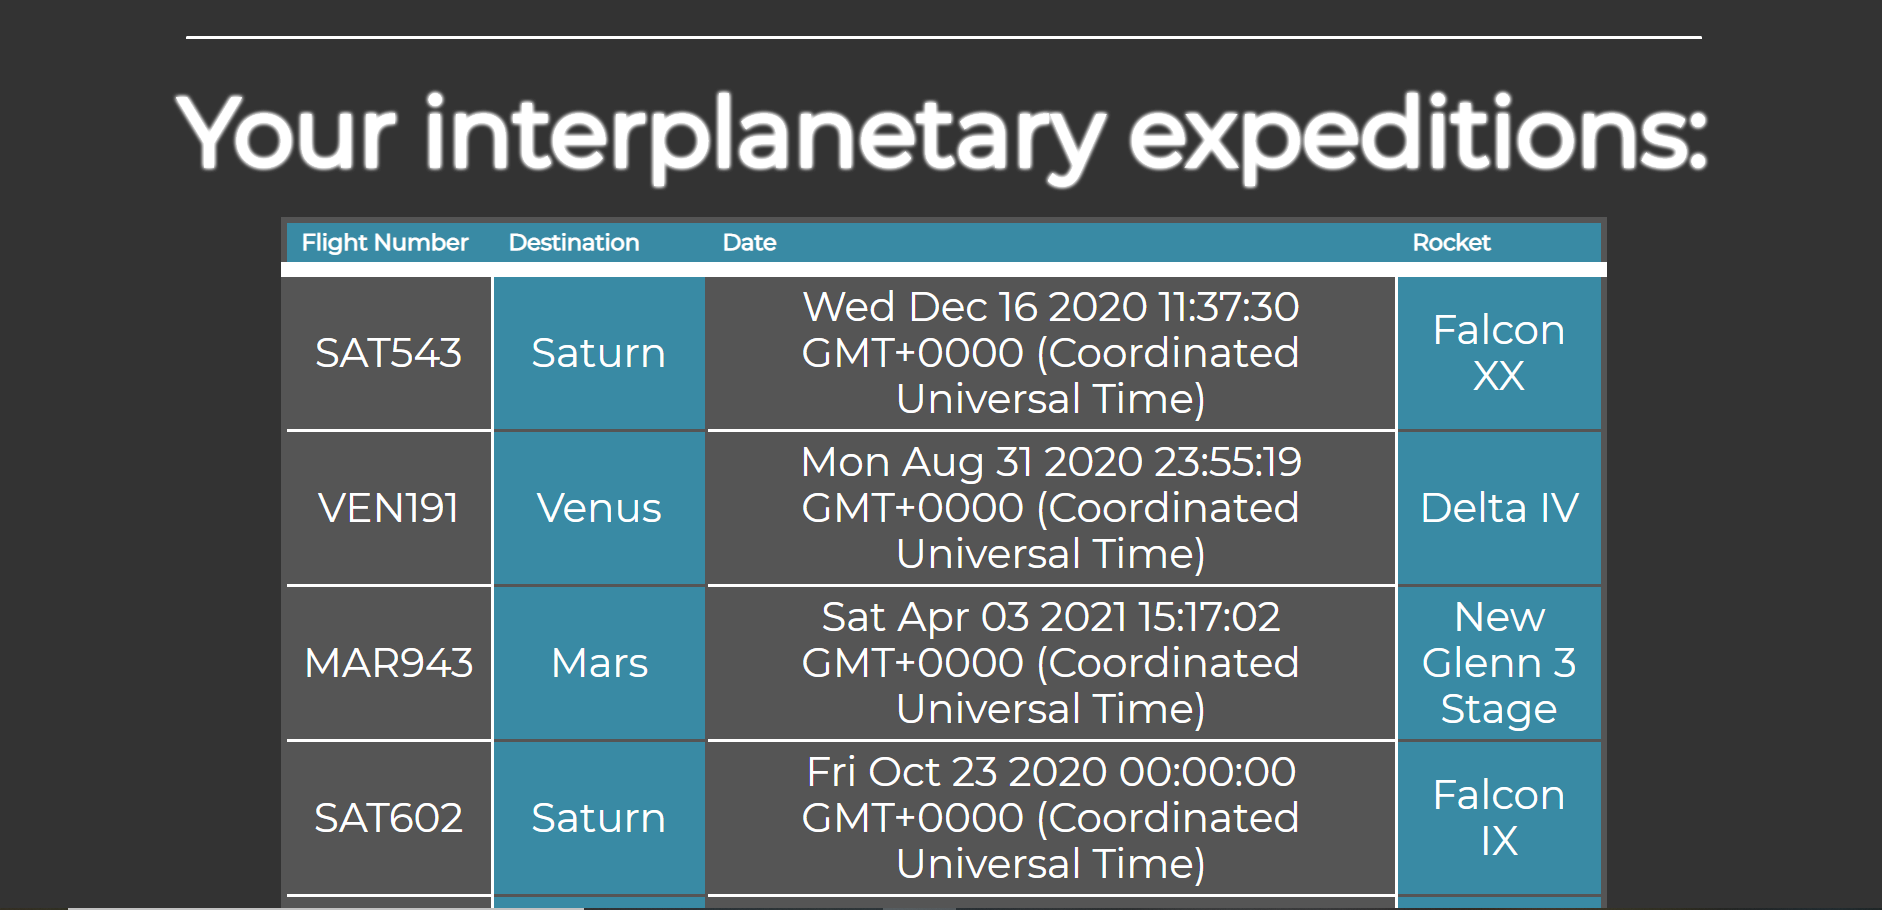 Your interplanetary expeditions:
Flight Number Destination Date Rocket
SAT543 Saturn
Wed Dec 16 2020 11:37:30
GMT+0000 (Coordinated
Universal Time)
Falcon
XX
VEN191 Venus
Mon Aug 31 2020 23:55:19
GMT+0000 (Coordinated
Universal Time)
Delta IV
MAR943 Mars
Sat Apr 03 2021 15:17:02
GMT+0000 (Coordinated
Universal Time)
New
Glenn 3
Stage
SAT602 Saturn
Fri Oct 23 2020 00:00:00
GMT+0000 (Coordinated
Universal Time)
Falcon
IX